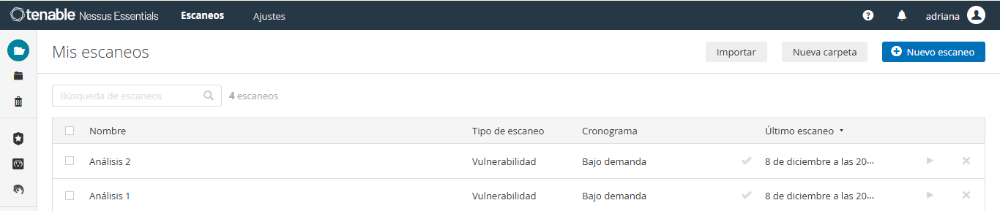 tenable Nessus Essentials Escaneos Ajustes adriana
Mis escaneos Importar Nueva carpeta Nuevo escaneo
Búsqueda de escaneos 4 escaneos
Nombre Tipo de escaneo Cronograma Último escaneo
Análisis 2 Vulnerabilidad Bajo demanda 8 de diciembre a las 20...
Análisis 1 Vulnerabilidad Bajo demanda 8 de diciembre a las 20...